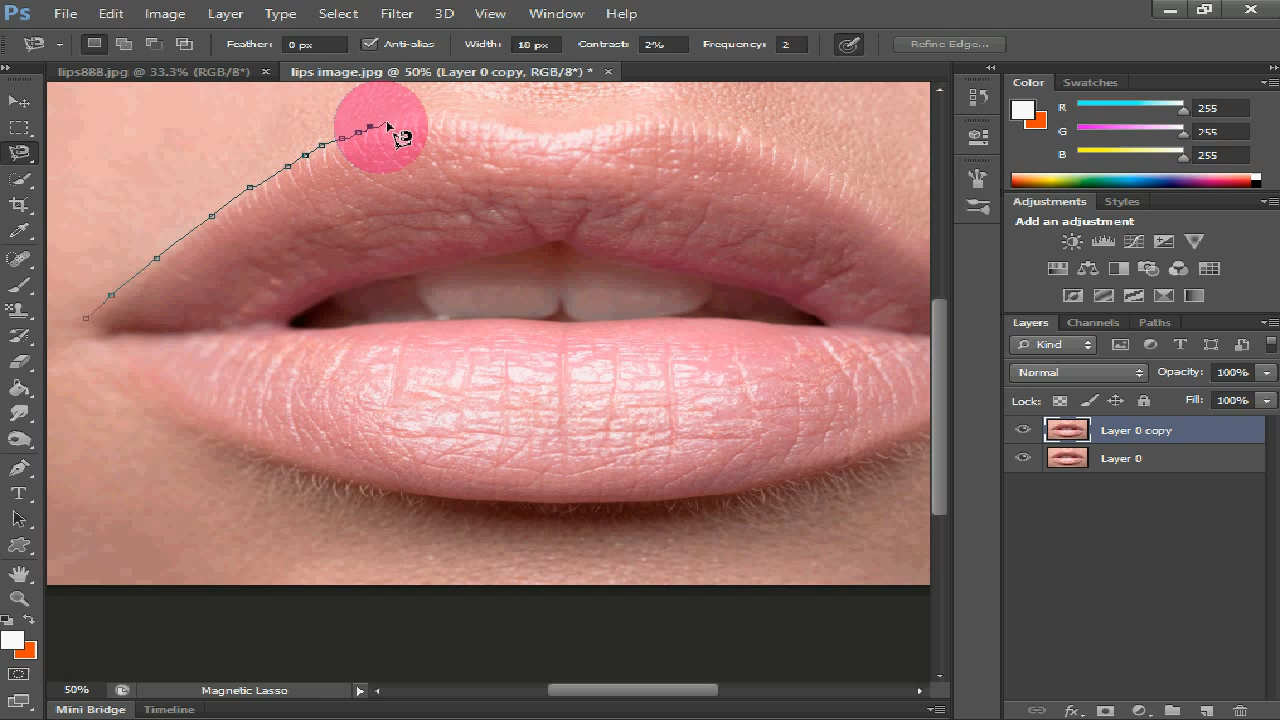 Ps File Edit Image Layer Type Select Filter 3D View Window Help
Feather: 0 px Anti-alias Width: 18 px Contrast: 2% Frequency: 2 Refine Edge...
lips888.jpg @ 33.3% (RGB/8*) × lips image.jpg @ 50% (Layer 0 copy, RGB/8*) * ×
Color Swatches
R 255
G 255
B 255
Adjustments Styles
Add an adjustment
Layers Channels Paths
Kind
Normal Opacity: 100%
Lock: Fill: 100%
Layer 0 copy
Layer 0
50% Magnetic Lasso
Mini Bridge Timeline